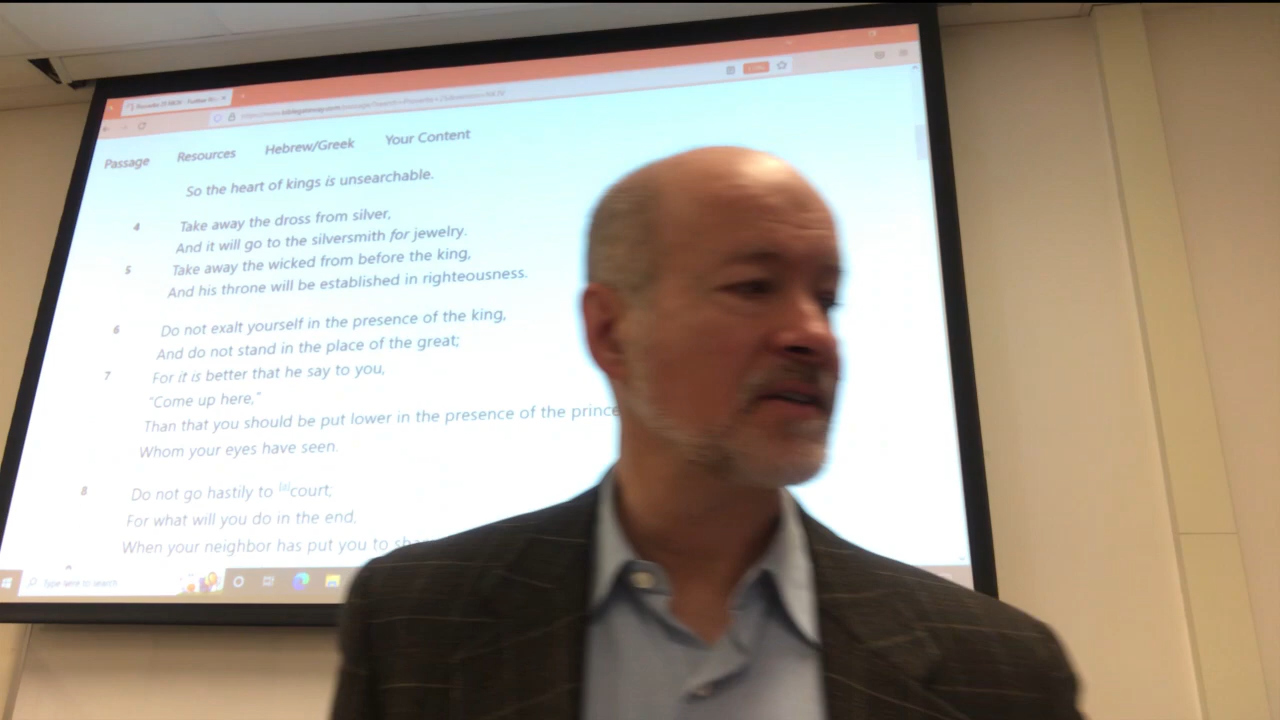 Passage Resources Hebrew/Greek Your Content
So the heart of kings is unsearchable.
4 Take away the dross from silver,
And it will go to the silversmith for jewelry.
5 Take away the wicked from before the king,
And his throne will be established in righteousness.
6 Do not exalt yourself in the presence of the king,
And do not stand in the place of the great;
7 For it is better that he say to you,
“Come up here,”
Than that you should be put lower in the presence of the prince
Whom your eyes have seen.
8 Do not go hastily to [a]court;
For what will you do in the end,
When your neighbor has put you to
Type here to search